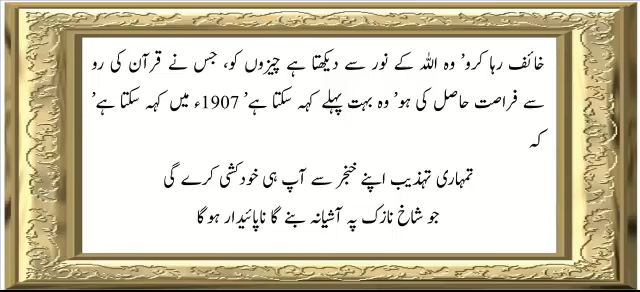 خائف رہا کرو’ وہ اللہ کے نور سے دیکھتا ہے چیزوں کو، جس نے قرآن کی رو
سے فراصت حاصل کی ہو’ وہ بہت پہلے کہہ سکتا ہے’ 1907ء میں کہہ سکتا ہے’
کہ
تمہاری تہذیب اپنے خنجر سے آپ ہی خودکشی کرے گی
جو شاخ نازک پہ آشیانہ بنے گا ناپائیدار ہوگا